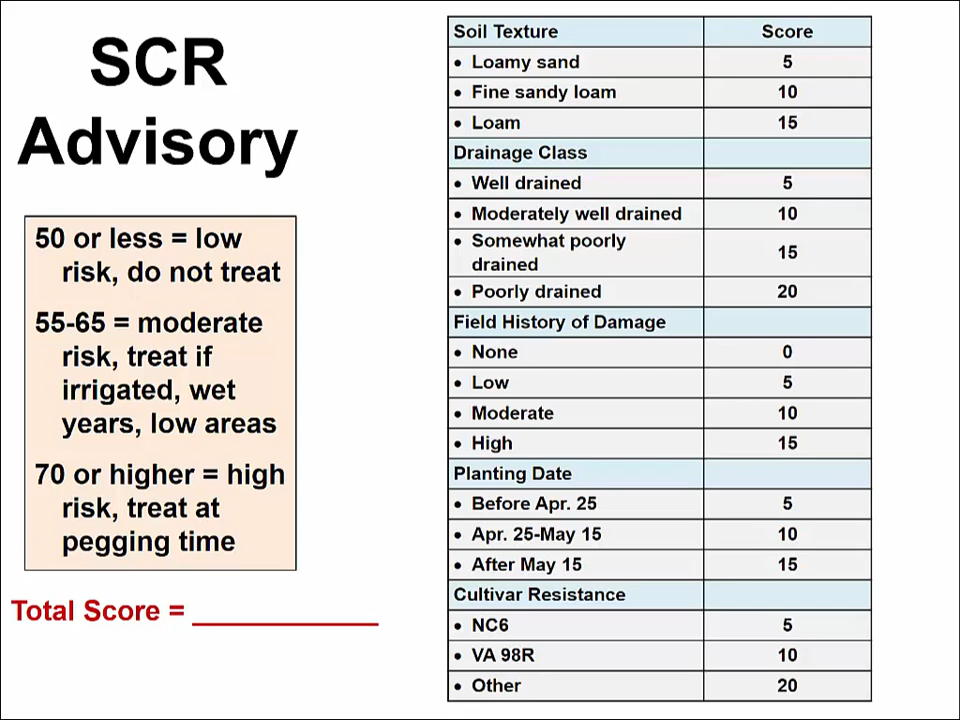 SCR
Advisory
50 or less = low
risk, do not treat
55-65 = moderate
risk, treat if
irrigated, wet
years, low areas
70 or higher = high
risk, treat at
pegging time
Total Score = ____________
Soil Texture Score
• Loamy sand 5
• Fine sandy loam 10
• Loam 15
Drainage Class
• Well drained 5
• Moderately well drained 10
• Somewhat poorly
drained 15
• Poorly drained 20
Field History of Damage
• None 0
• Low 5
• Moderate 10
• High 15
Planting Date
• Before Apr. 25 5
• Apr. 25-May 15 10
• After May 15 15
Cultivar Resistance
• NC6 5
• VA 98R 10
• Other 20